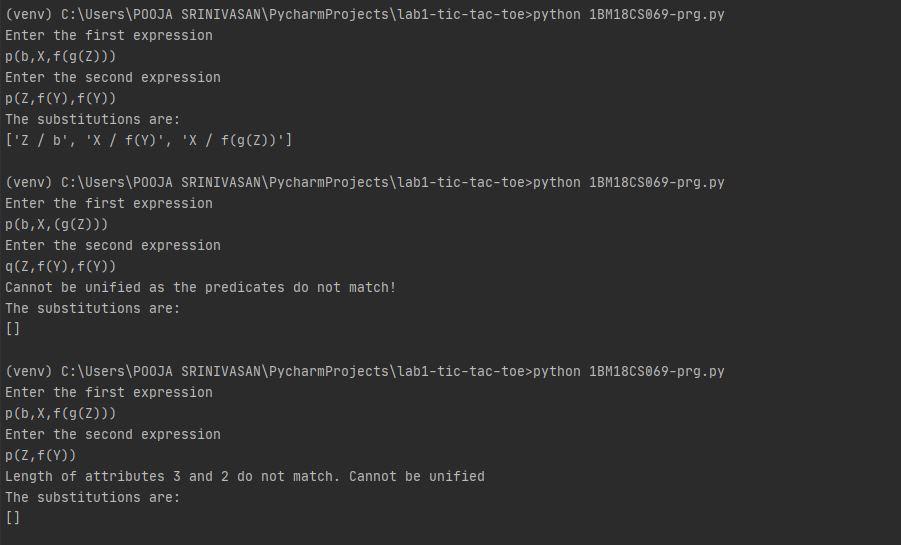 (venv) C:\Users\POOJA SRINIVASAN\PycharmProjects\lab1-tic-tac-toe>python 1BM18CS069-prg.py
Enter the first expression
p(b,X,f(g(Z)))
Enter the second expression
p(Z,f(Y),f(Y))
The substitutions are:
['Z / b', 'X / f(Y)', 'X / f(g(Z))']
(venv) C:\Users\POOJA SRINIVASAN\PycharmProjects\lab1-tic-tac-toe>python 1BM18CS069-prg.py
Enter the first expression
p(b,X,(g(Z)))
Enter the second expression
q(Z,f(Y),f(Y))
Cannot be unified as the predicates do not match!
The substitutions are:
[]
(venv) C:\Users\POOJA SRINIVASAN\PycharmProjects\lab1-tic-tac-toe>python 1BM18CS069-prg.py
Enter the first expression
p(b,X,f(g(Z)))
Enter the second expression
p(Z,f(Y))
Length of attributes 3 and 2 do not match. Cannot be unified
The substitutions are:
[]